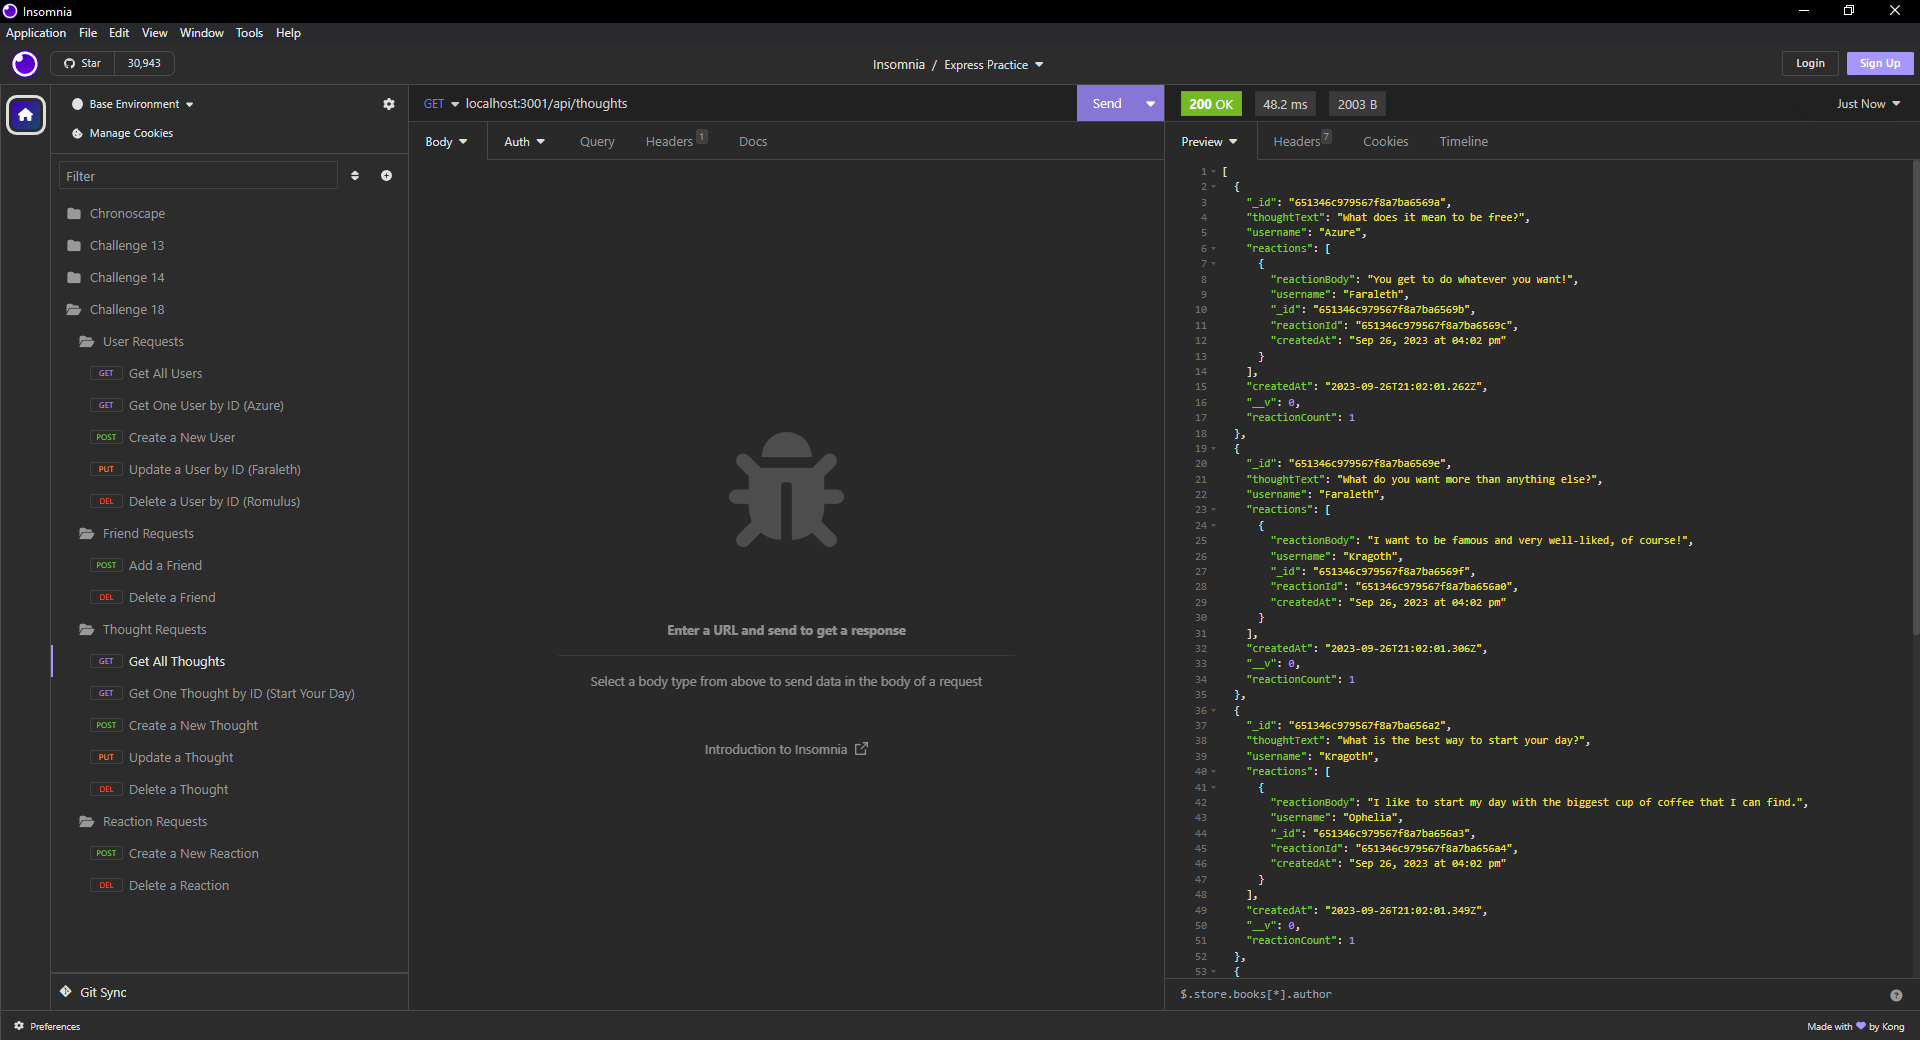 Insomnia
Application File Edit View Window Tools Help
Star 30,943
Insomnia / Express Practice
Login Sign Up
Base Environment
Manage Cookies
Filter
Chronoscape
Challenge 13
Challenge 14
Challenge 18
User Requests
GET Get All Users
GET Get One User by ID (Azure)
POST Create a New User
PUT Update a User by ID (Faraleth)
DEL Delete a User by ID (Romulus)
Friend Requests
POST Add a Friend
DEL Delete a Friend
Thought Requests
GET Get All Thoughts
GET Get One Thought by ID (Start Your Day)
POST Create a New Thought
PUT Update a Thought
DEL Delete a Thought
Reaction Requests
POST Create a New Reaction
DEL Delete a Reaction
Git Sync
Preferences
GET localhost:3001/api/thoughts Send
Body Auth Query Headers 1 Docs
Enter a URL and send to get a response
Select a body type from above to send data in the body of a request
Introduction to Insomnia
200 OK 48.2 ms 2003 B Just Now
Preview Headers 7 Cookies Timeline
1 [
2 {
3 "_id": "651346c979567f8a7ba6569a",
4 "thoughtText": "What does it mean to be free?",
5 "username": "Azure",
6 "reactions": [
7 {
8 "reactionBody": "You get to do whatever you want!",
9 "username": "Faraleth",
10 "_id": "651346c979567f8a7ba6569b",
11 "reactionId": "651346c979567f8a7ba6569c",
12 "createdAt": "Sep 26, 2023 at 04:02 pm"
13 }
14 ],
15 "createdAt": "2023-09-26T21:02:01.262Z",
16 "__v": 0,
17 "reactionCount": 1
18 },
19 {
20 "_id": "651346c979567f8a7ba6569e",
21 "thoughtText": "What do you want more than anything else?",
22 "username": "Faraleth",
23 "reactions": [
24 {
25 "reactionBody": "I want to be famous and very well-liked, of course!",
26 "username": "Kragoth",
27 "_id": "651346c979567f8a7ba6569f",
28 "reactionId": "651346c979567f8a7ba656a0",
29 "createdAt": "Sep 26, 2023 at 04:02 pm"
30 }
31 ],
32 "createdAt": "2023-09-26T21:02:01.306Z",
33 "__v": 0,
34 "reactionCount": 1
35 },
36 {
37 "_id": "651346c979567f8a7ba656a2",
38 "thoughtText": "What is the best way to start your day?",
39 "username": "Kragoth",
40 "reactions": [
41 {
42 "reactionBody": "I like to start my day with the biggest cup of coffee that I can find.",
43 "username": "Ophelia",
44 "_id": "651346c979567f8a7ba656a3",
45 "reactionId": "651346c979567f8a7ba656a4",
46 "createdAt": "Sep 26, 2023 at 04:02 pm"
47 }
48 ],
49 "createdAt": "2023-09-26T21:02:01.349Z",
50 "__v": 0,
51 "reactionCount": 1
52 },
53 {
$.store.books[*].author
Made with by Kong